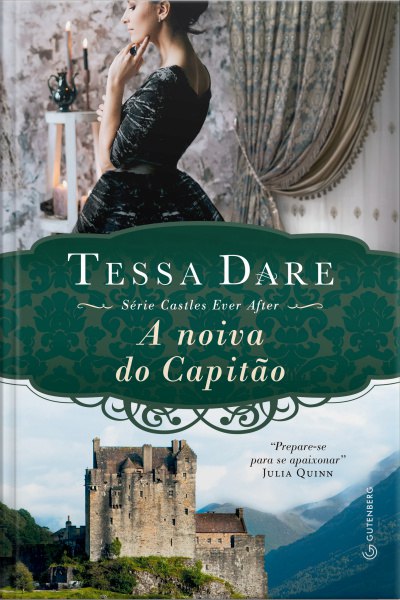 TESSA DARE
Série Castles Ever After
A noiva
do Capitão
“Prepare-se
para se apaixonar”
JULIA QUINN
GUTENBERG